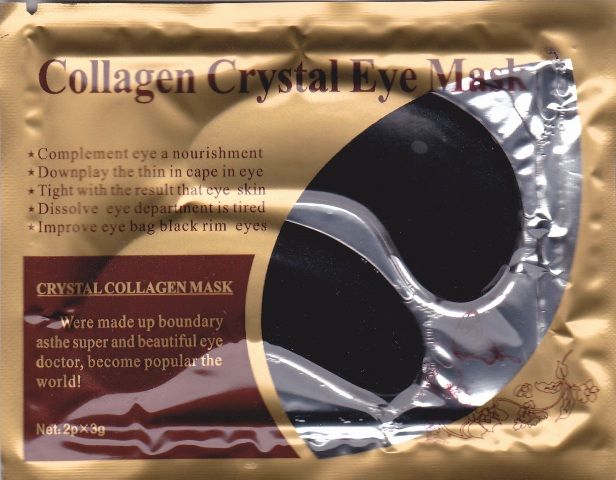 Collagen Crystal Eye Mask
★Complement eye a nourishment
★Downplay the thin in cape in eye
★Tight with the result that eye skin
★Dissolve eye department is tired
★Improve eye bag black rim eyes
CRYSTAL COLLAGEN MASK
Were made up boundary
asthe super and beautiful eye
doctor, become popular the
world!
Net:2p×3g